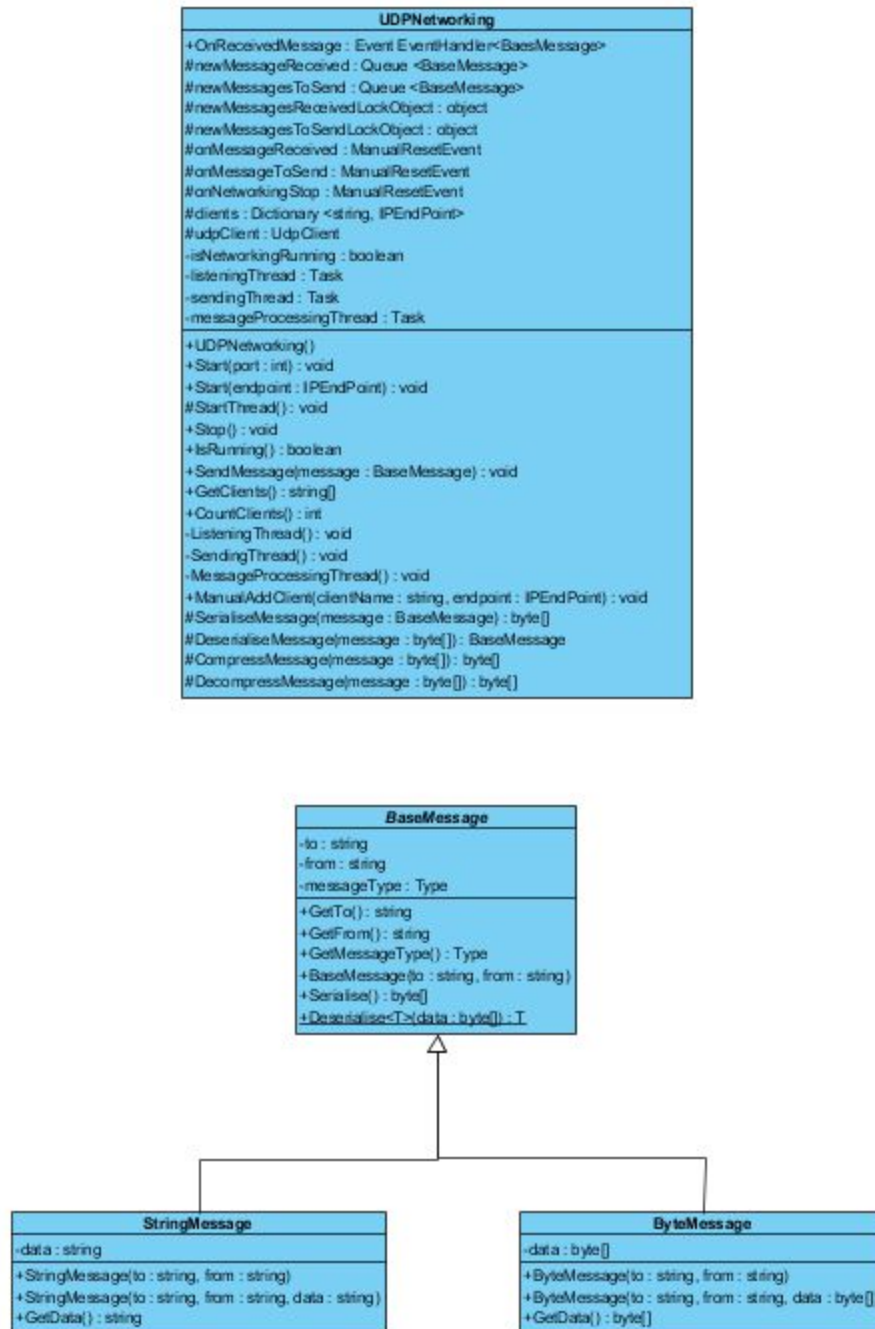 UDPNetworking
+OnReceivedMessage : Event EventHandler<BaesMessage>
#newMessageReceived : Queue <BaseMessage>
#newMessagesToSend : Queue <BaseMessage>
#newMessagesReceivedLockObject : object
#newMessagesToSendLockObject : object
#onMessageReceived : ManualResetEvent
#onMessageToSend : ManualResetEvent
#onNetworkingStop : ManualResetEvent
#clients : Dictionary <string, IPEndPoint>
#udpClient : UdpClient
-isNetworkingRunning : boolean
-listeningThread : Task
-sendingThread : Task
-messageProcessingThread : Task
+UDPNetworking()
+Start(port : int) : void
+Start(endpoint : IPEndPoint) : void
#StartThread() : void
+Stop() : void
+IsRunning() : boolean
+SendMessage(message : BaseMessage) : void
+GetClients() : string[]
+CountClients() : int
-ListeningThread() : void
-SendingThread() : void
-MessageProcessingThread() : void
+ManualAddClient(clientName : string, endpoint : IPEndPoint) : void
#SerialiseMessage(message : BaseMessage) : byte[]
#DeserialiseMessage(message : byte[]) : BaseMessage
#CompressMessage(message : byte[]) : byte[]
#DecompressMessage(message : byte[]) : byte[]
BaseMessage
-to : string
-from : string
-messageType : Type
+GetTo() : string
+GetFrom() : string
+GetMessageType() : Type
+BaseMessage(to : string, from : string)
+Serialise() : byte[]
+Deserialise<T>(data : byte[]) : T
StringMessage
-data : string
+StringMessage(to : string, from : string)
+StringMessage(to : string, from : string, data : string)
+GetData() : string
ByteMessage
-data : byte[]
+ByteMessage(to : string, from : string)
+ByteMessage(to : string, from : string, data : byte[]
+GetData() : byte[]